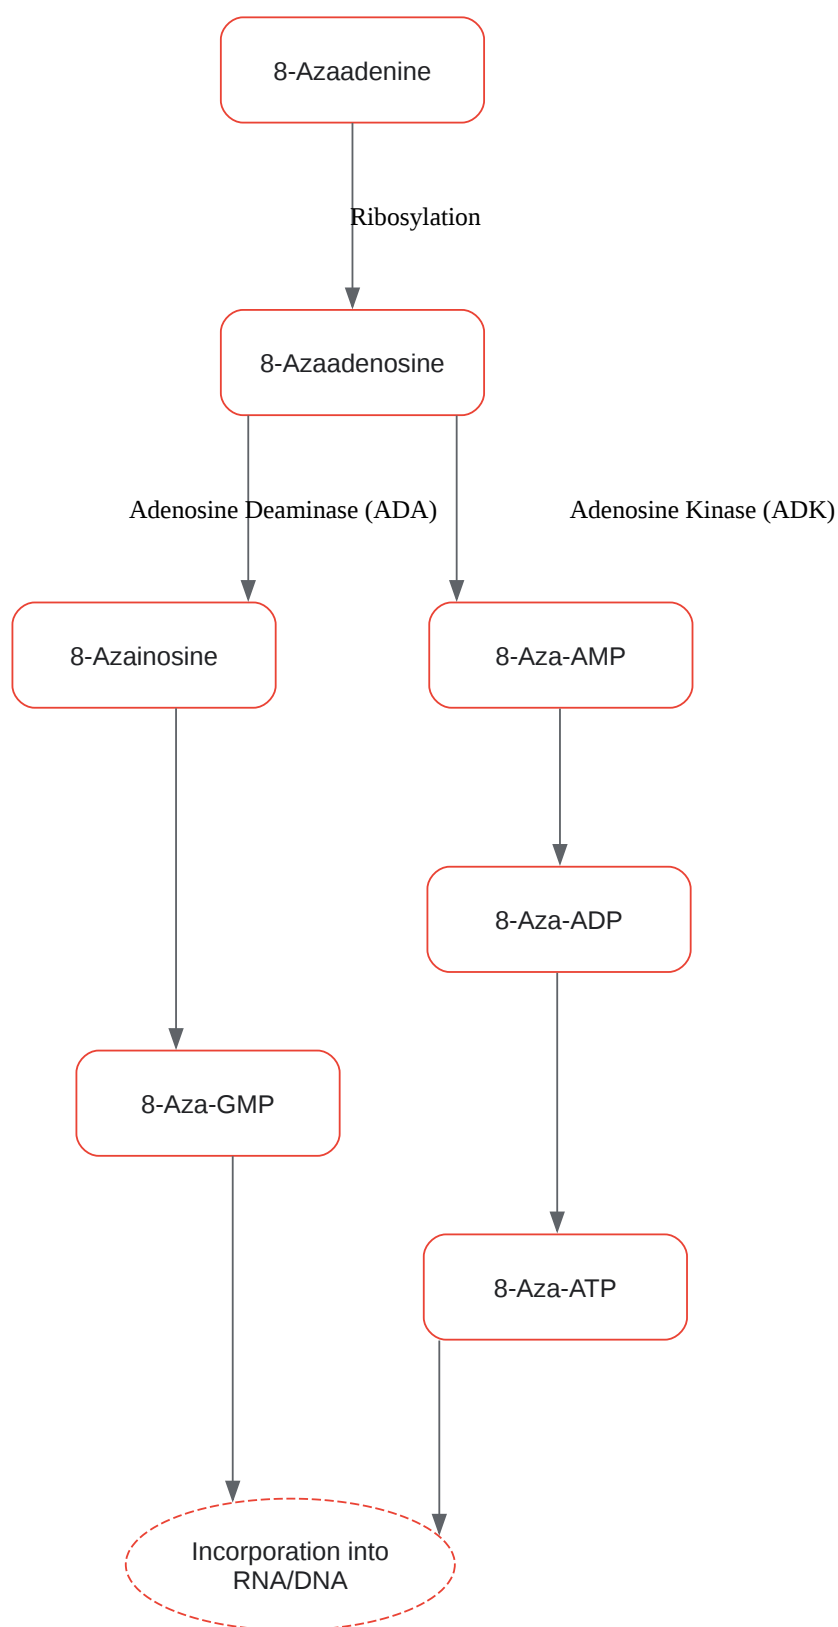 8-Azaadenine
Ribosylation
8-Azaadenosine
Adenosine Deaminase (ADA)
Adenosine Kinase (ADK)
8-Azainosine
8-Aza-AMP
8-Aza-ADP
8-Aza-GMP
8-Aza-ATP
Incorporation into
RNA/DNA